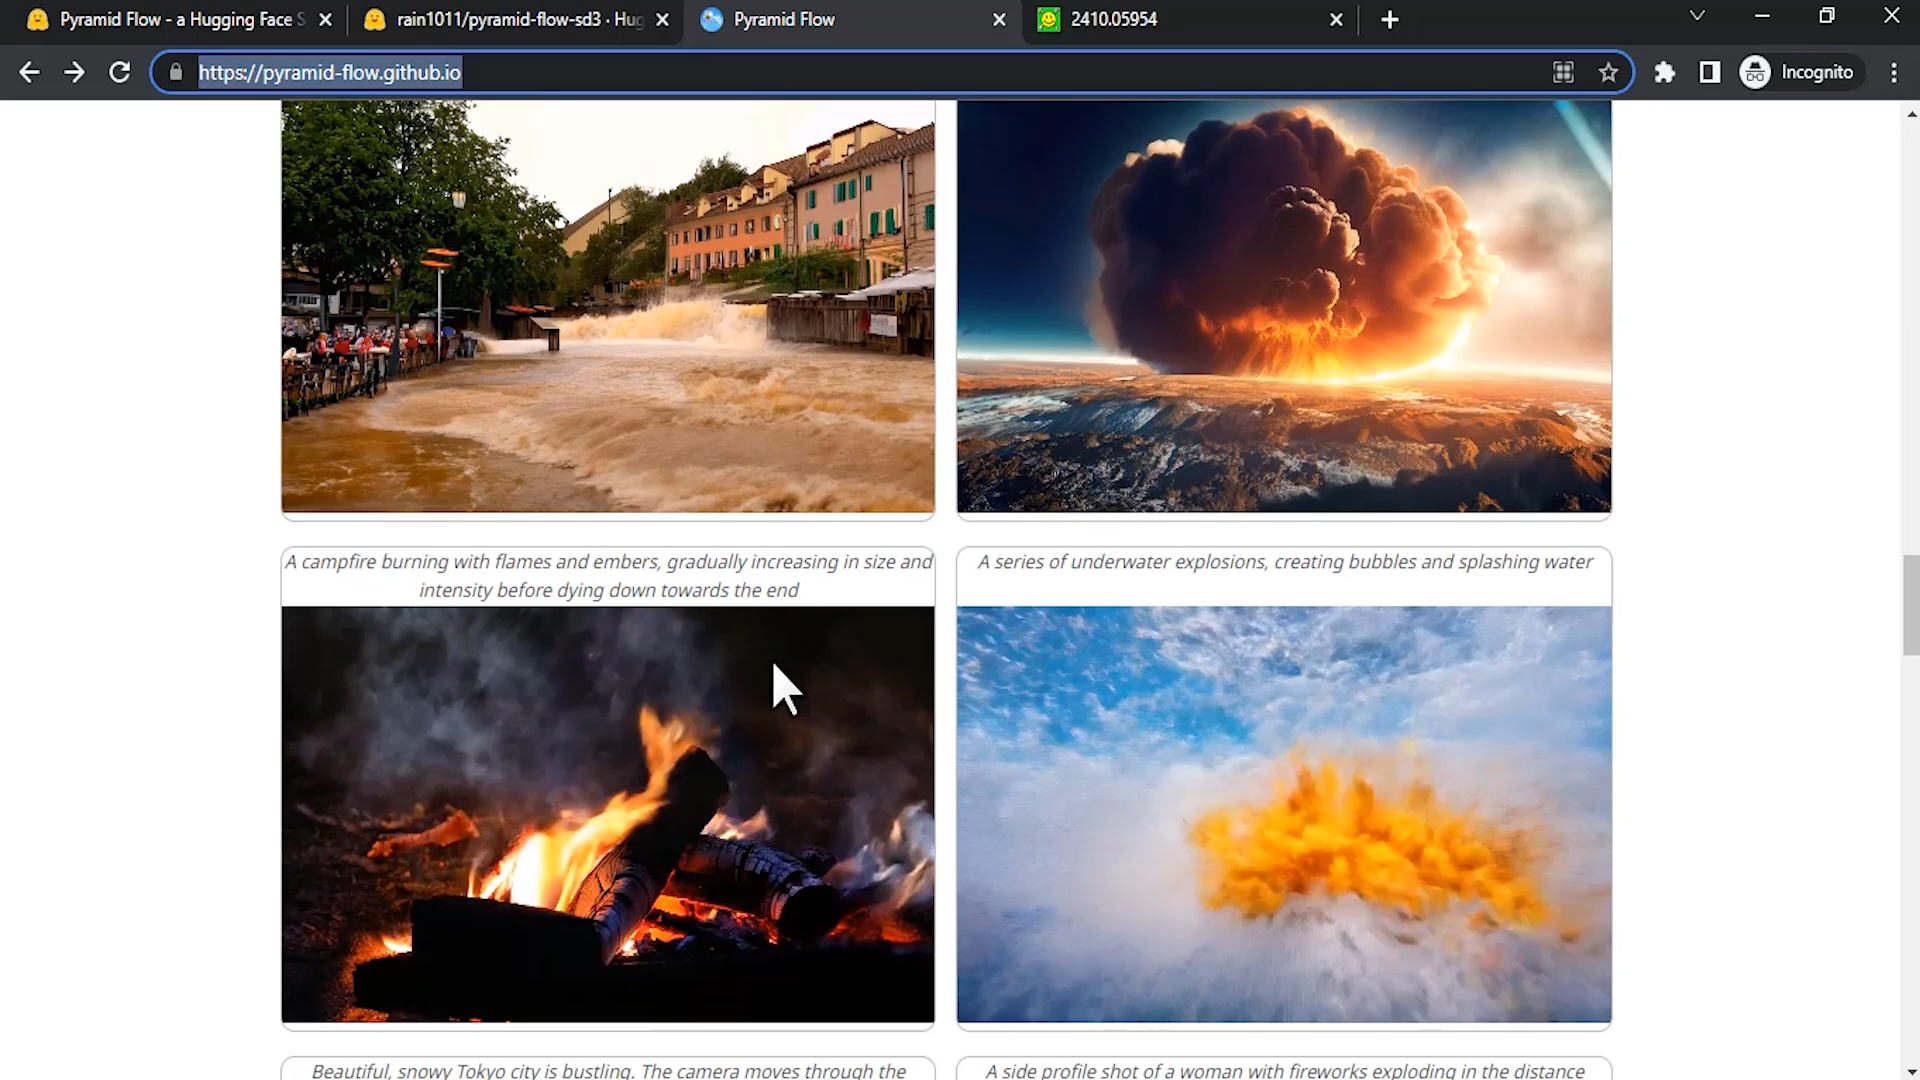 Pyramid Flow - a Hugging Face S
rain1011/pyramid-flow-sd3 · Hug
Pyramid Flow
2410.05954
https://pyramid-flow.github.io
Incognito
A campfire burning with flames and embers, gradually increasing in size and
intensity before dying down towards the end
A series of underwater explosions, creating bubbles and splashing water
Beautiful, snowy Tokyo city is bustling. The camera moves through the
A side profile shot of a woman with fireworks exploding in the distance